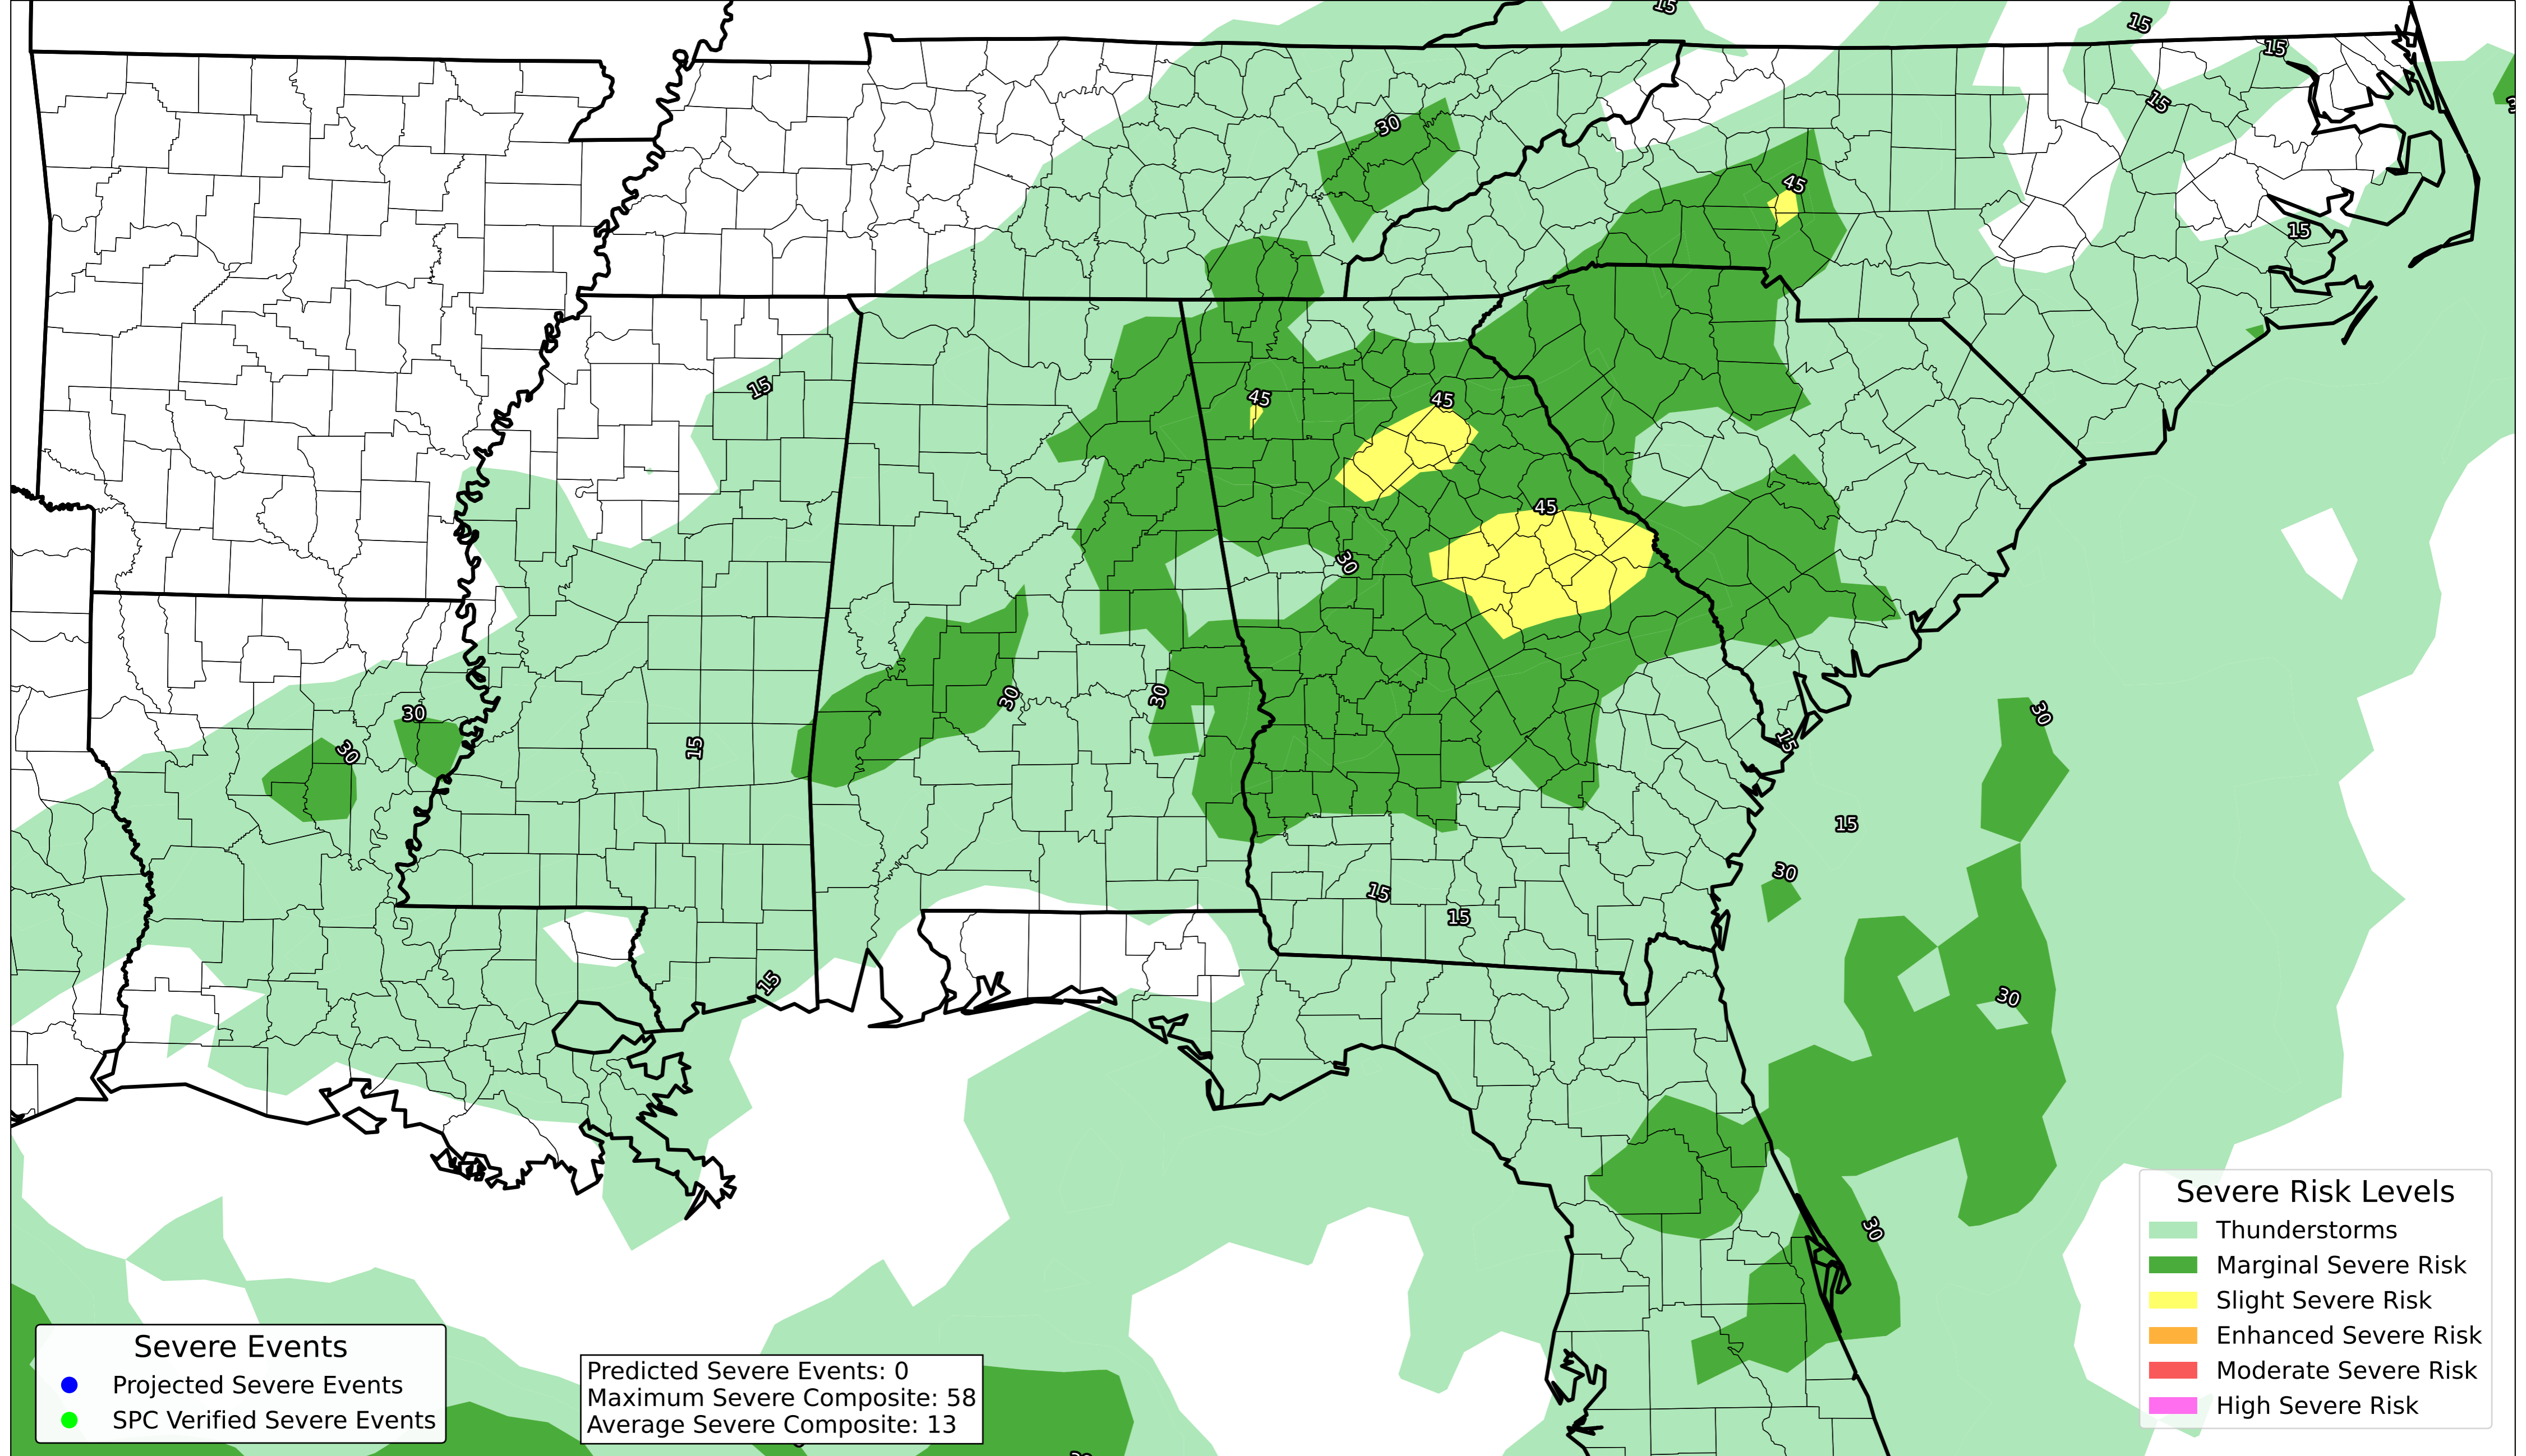 15
15
15
30
15
45
15
15
45
45
45
30
30
30
30
30
30
15
15
15
30
15
15
15
30
30
Severe Risk Levels
Thunderstorms
Marginal Severe Risk
Slight Severe Risk
Enhanced Severe Risk
Moderate Severe Risk
High Severe Risk
Severe Events
Projected Severe Events
SPC Verified Severe Events
Predicted Severe Events: 0
Maximum Severe Composite: 58
Average Severe Composite: 13